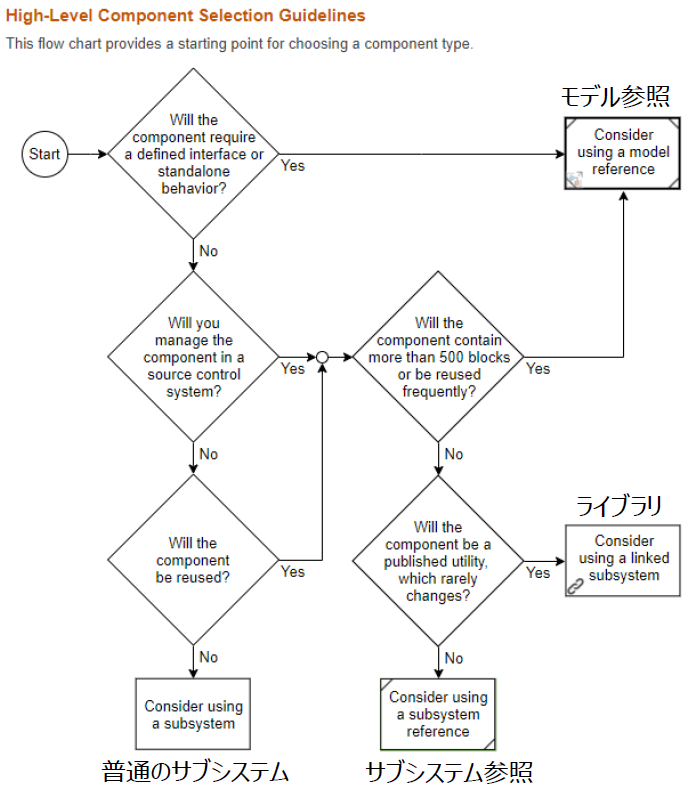 High-Level Component Selection Guidelines
This flow chart provides a starting point for choosing a component type.
モデル参照
Start
Will the
component require
a defined interface or
standalone
behavior?
Yes
Consider
using a model
reference
No
Will you
manage the
component in a
source control
system?
Yes
Will the
component contain
more than 500 blocks
or be reused
frequently?
Yes
No
No
Will the
component
be reused?
Yes
Will the
component be a
published utility,
which rarely
changes?
Yes
ライブラリ
Consider
using a linked
subsystem
No
No
Consider using
a subsystem
Consider using
a subsystem
reference
普通のサブシステム
サブシステム参照